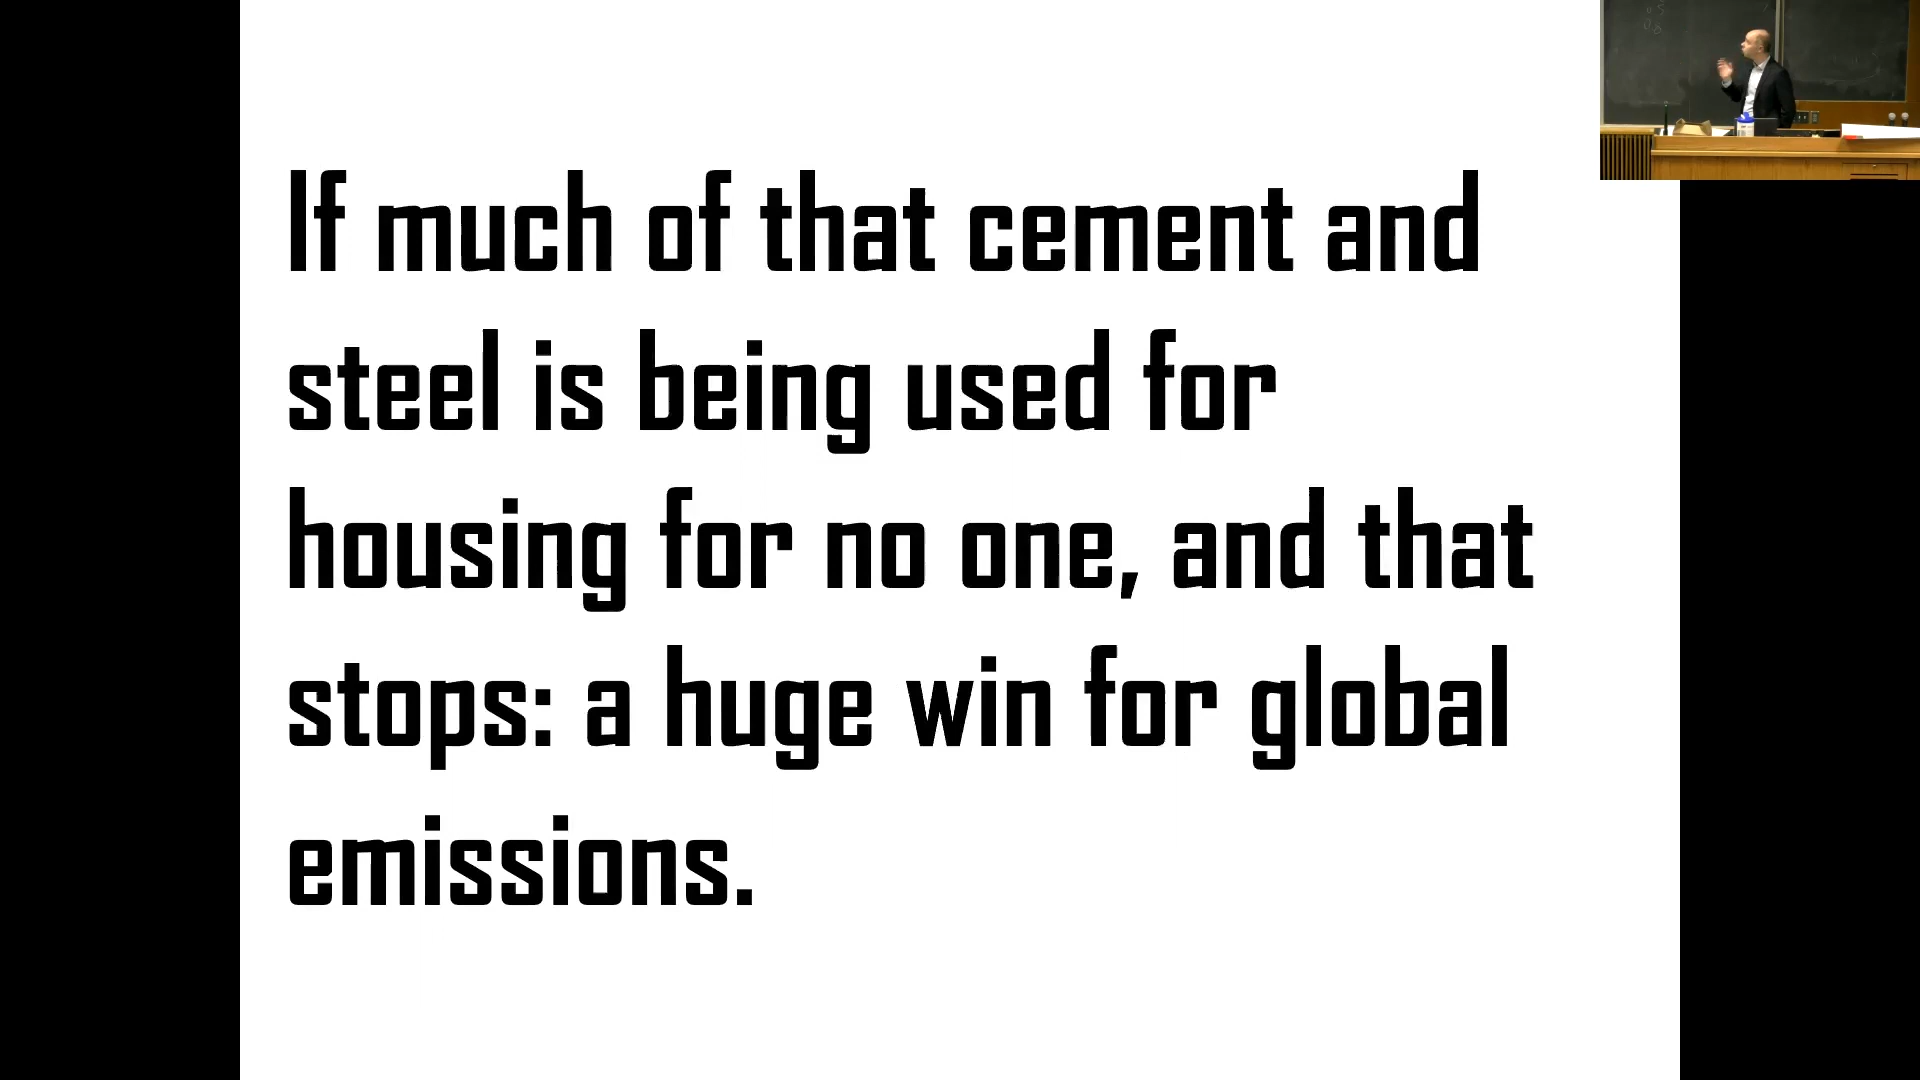 If much of that cement and
steel is being used for
housing for no one, and that
stops: a huge win for global
emissions.